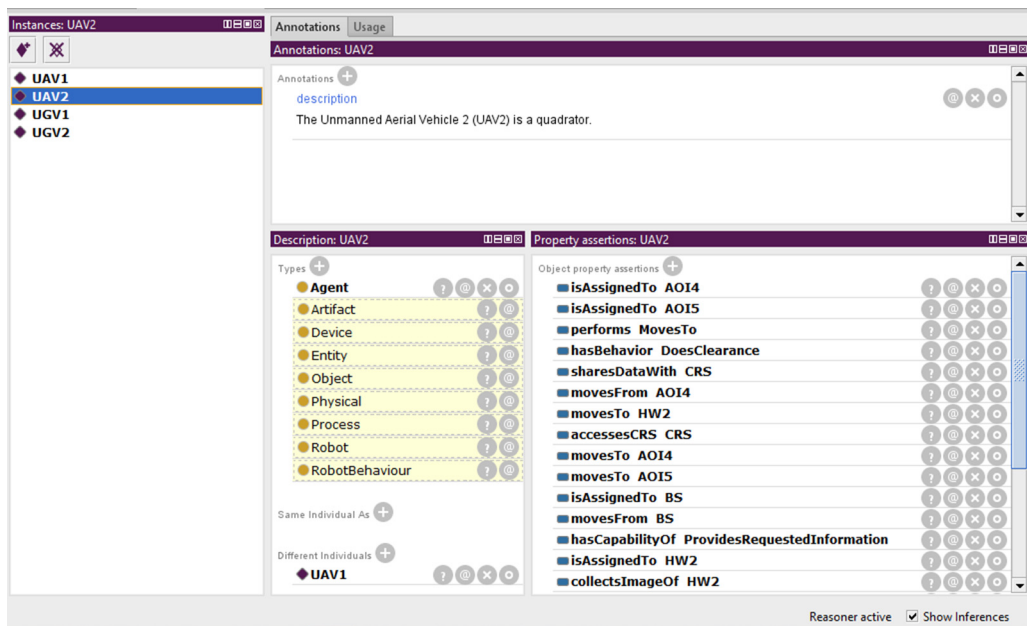 Instances: UAV2
UAV1
UAV2
UGV1
UGV2
Annotations Usage
Annotations: UAV2
Annotations
description
The Unmanned Aerial Vehicle 2 (UAV2) is a quadrator.
Description: UAV2
Types
Agent
Artifact
Device
Entity
Object
Physical
Process
Robot
RobotBehaviour
Same Individual As
Different Individuals
UAV1
Property assertions: UAV2
Object property assertions
isAssignedTo AOI4
isAssignedTo AOI5
performs MovesTo
hasBehavior DoesClearance
sharesDataWith CRS
movesFrom AOI4
movesTo HW2
accessesCRS CRS
movesTo AOI4
movesTo AOI5
isAssignedTo BS
movesFrom BS
hasCapabilityOf ProvidesRequestedInformation
isAssignedTo HW2
collectsImageOf HW2
Reasoner active Show Inferences